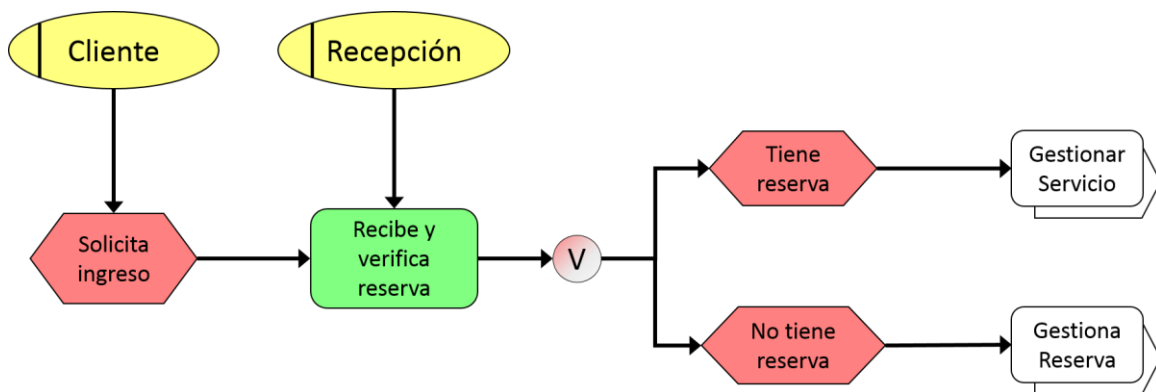 Cliente
Recepción
Solicita
ingreso
Recibe y
verifica
reserva
V
Tiene
reserva
Gestionar
Servicio
No tiene
reserva
Gestiona
Reserva